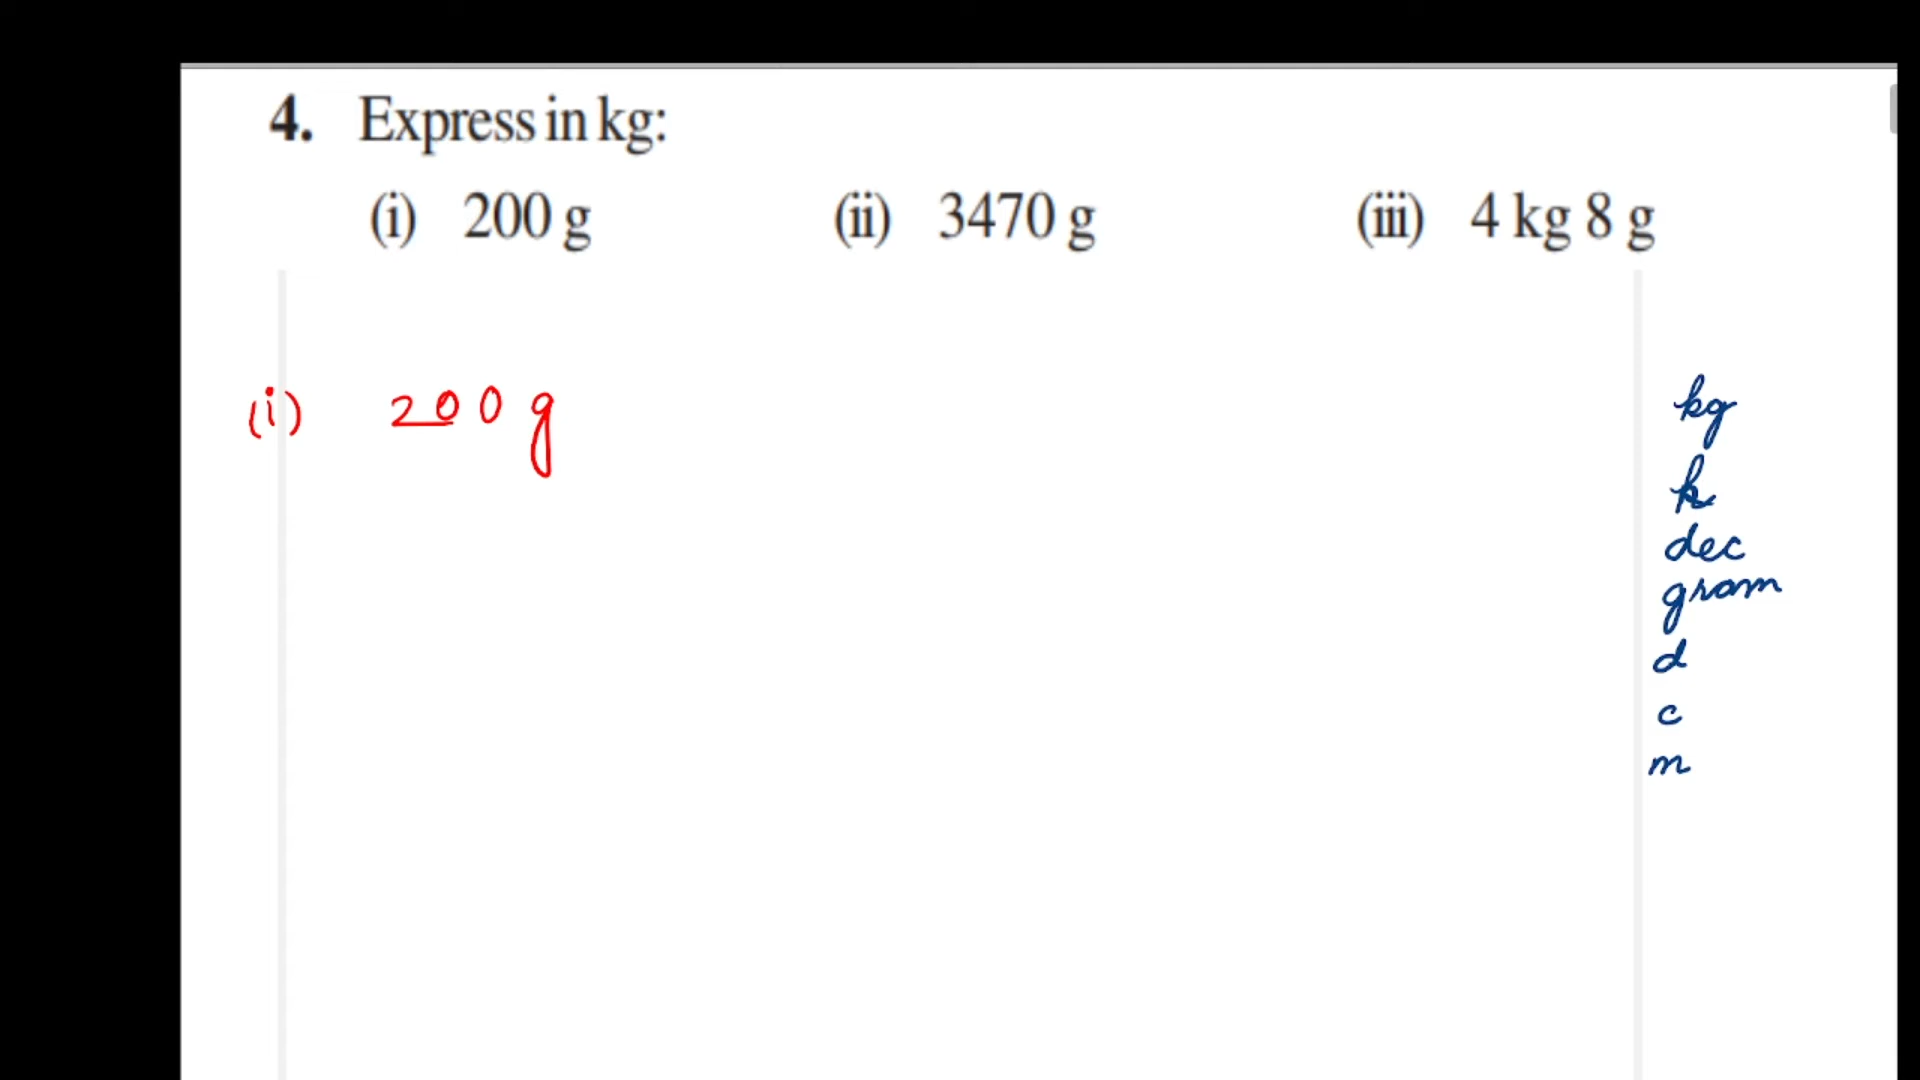 4. Express in kg:
(i) 200 g (ii) 3470 g (iii) 4 kg 8 g
(i) 200 g
kg
dec
gram
d
c
m